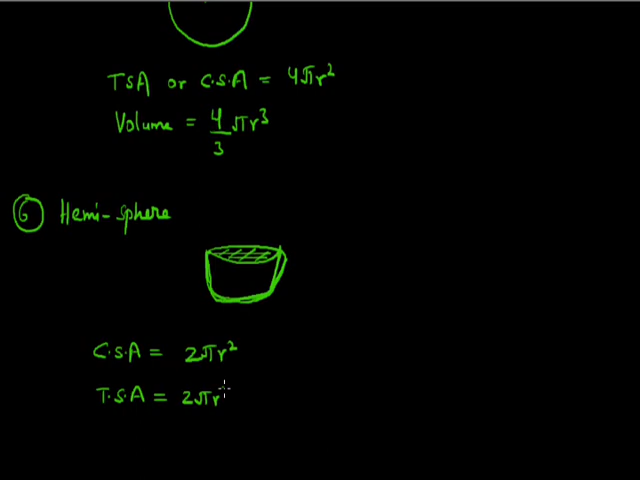 TSA or C.S.A = 4πr²
Volume = 4/3 πr³
6 Hemi-sphere
C.S.A = 2πr²
T.S.A = 2πr